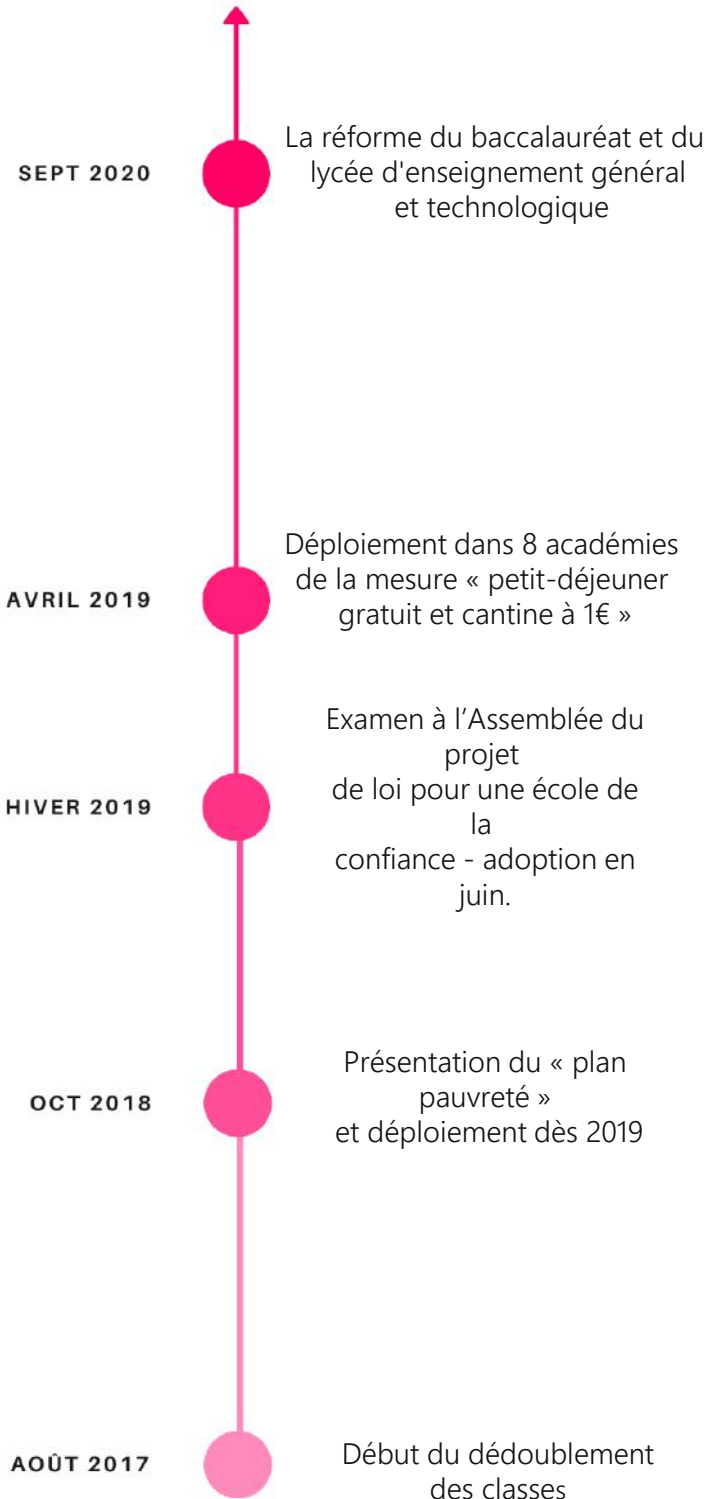 SEPT 2020
La réforme du baccalauréat et du
lycée d'enseignement général
et technologique
AVRIL 2019
Déploiement dans 8 académies
de la mesure « petit-déjeuner
gratuit et cantine à 1€ »
HIVER 2019
Examen à l’Assemblée du
projet
de loi pour une école de
la
confiance - adoption en
juin.
OCT 2018
Présentation du « plan
pauvreté »
et déploiement dès 2019
AOÛT 2017
Début du dédoublement
des classes